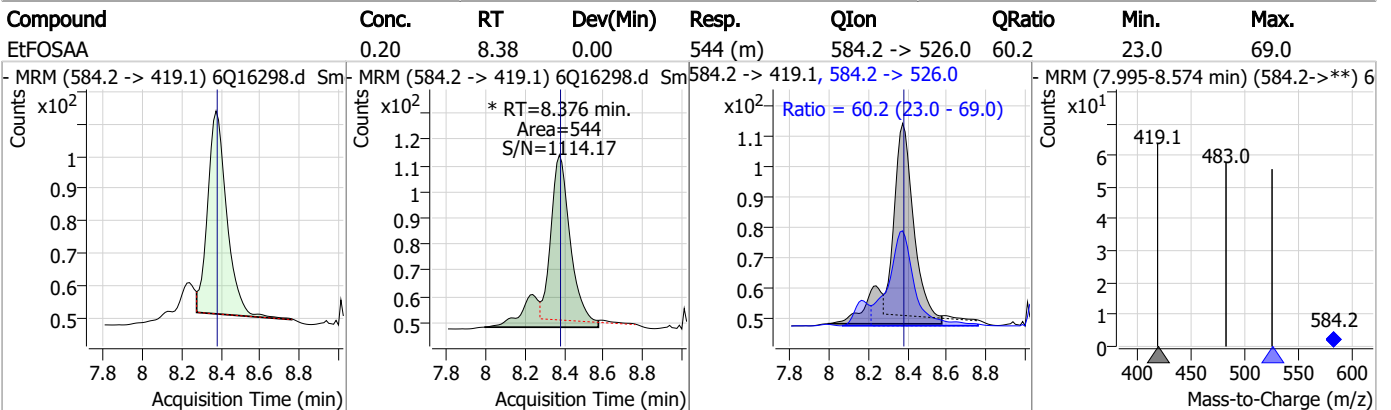 Compound Conc. RT Dev(Min) Resp. QIon QRatio Min. Max.
EtFOSAA 0.20 8.38 0.00 544 (m) 584.2 -> 526.0 60.2 23.0 69.0
- MRM (584.2 -> 419.1) 6Q16298.d Sm
Counts
x10²
1
0.9
0.8
0.7
0.6
0.5
7.8 8 8.2 8.4 8.6 8.8
Acquisition Time (min)
- MRM (584.2 -> 419.1) 6Q16298.d Sm
Counts
x10²
* RT=8.376 min.
Area=544
S/N=1114.17
1.2
1.1
1
0.9
0.8
0.7
0.6
0.5
7.8 8 8.2 8.4 8.6 8.8
Acquisition Time (min)
584.2 -> 419.1, 584.2 -> 526.0
Counts
x10²
Ratio = 60.2 (23.0 - 69.0)
1.1
1
0.9
0.8
0.7
0.6
0.5
7.8 8 8.2 8.4 8.6 8.8
Acquisition Time (min)
- MRM (7.995-8.574 min) (584.2->**) 6
Counts
x10¹
419.1
483.0
584.2
6
5
4
3
2
1
0
400 450 500 550 600
Mass-to-Charge (m/z)